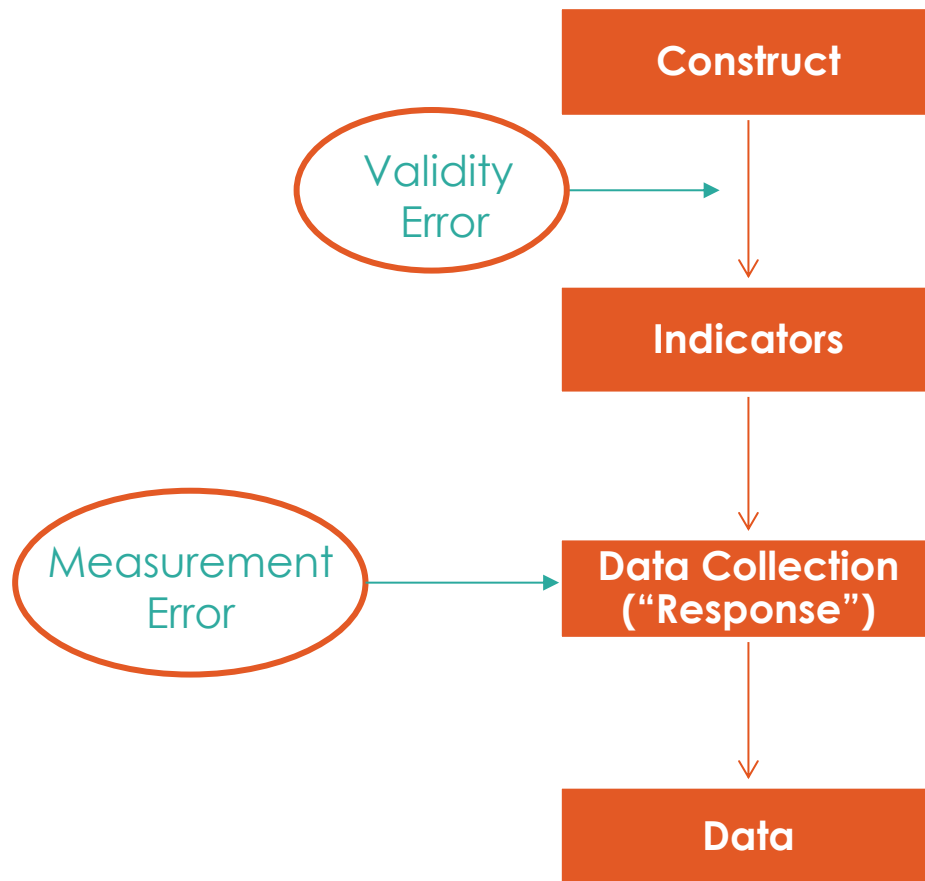 Construct
Validity
Error
Indicators
Measurement
Error
Data Collection
(“Response”)
Data